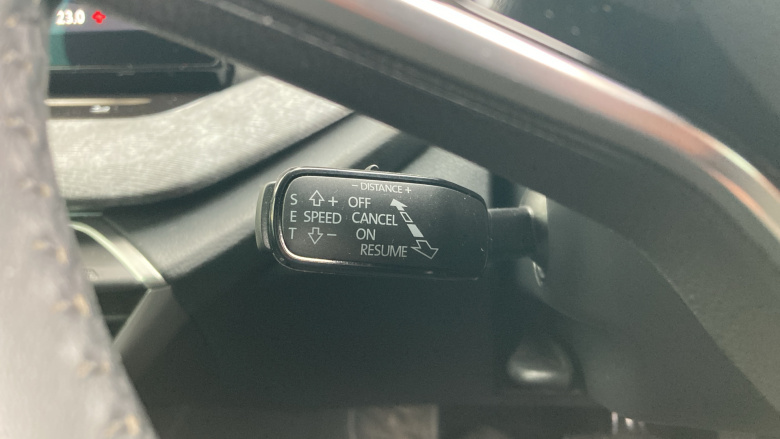 23.0
- DISTANCE +
S + OFF
E SPEED CANCEL
T - ON
RESUME